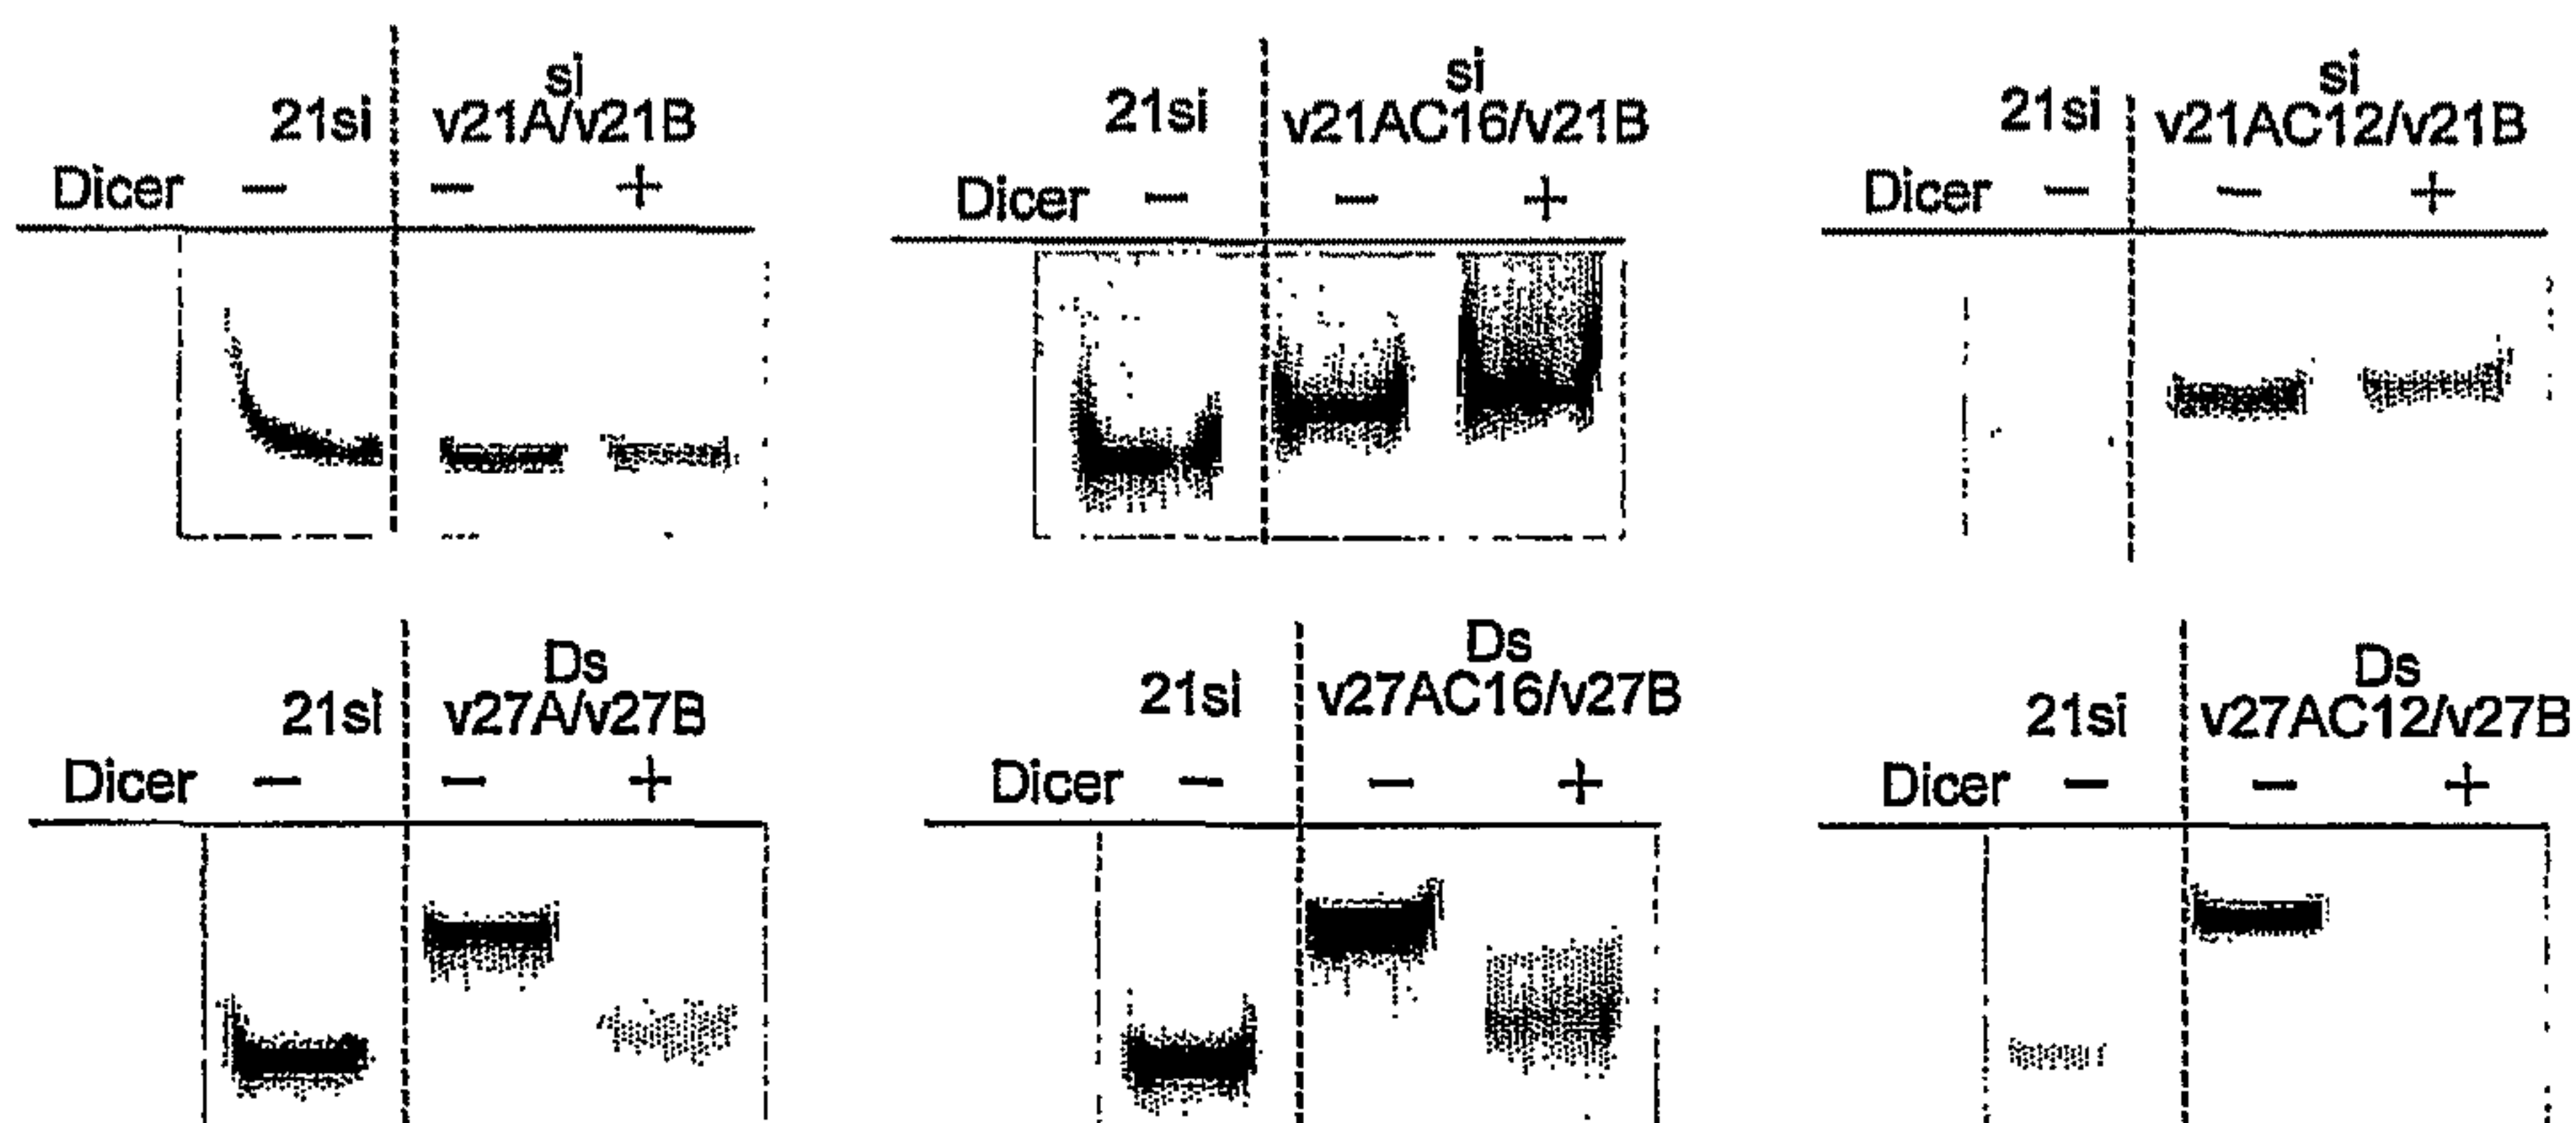 si
21si v21A/v21B
Dicer − − +
si
21si v21AC16/v21B
Dicer − − +
si
21si v21AC12/v21B
Dicer − − +
Ds
21si v27A/v27B
Dicer − − +
Ds
21si v27AC16/v27B
Dicer − − +
Ds
21si v27AC12/v27B
Dicer − − +